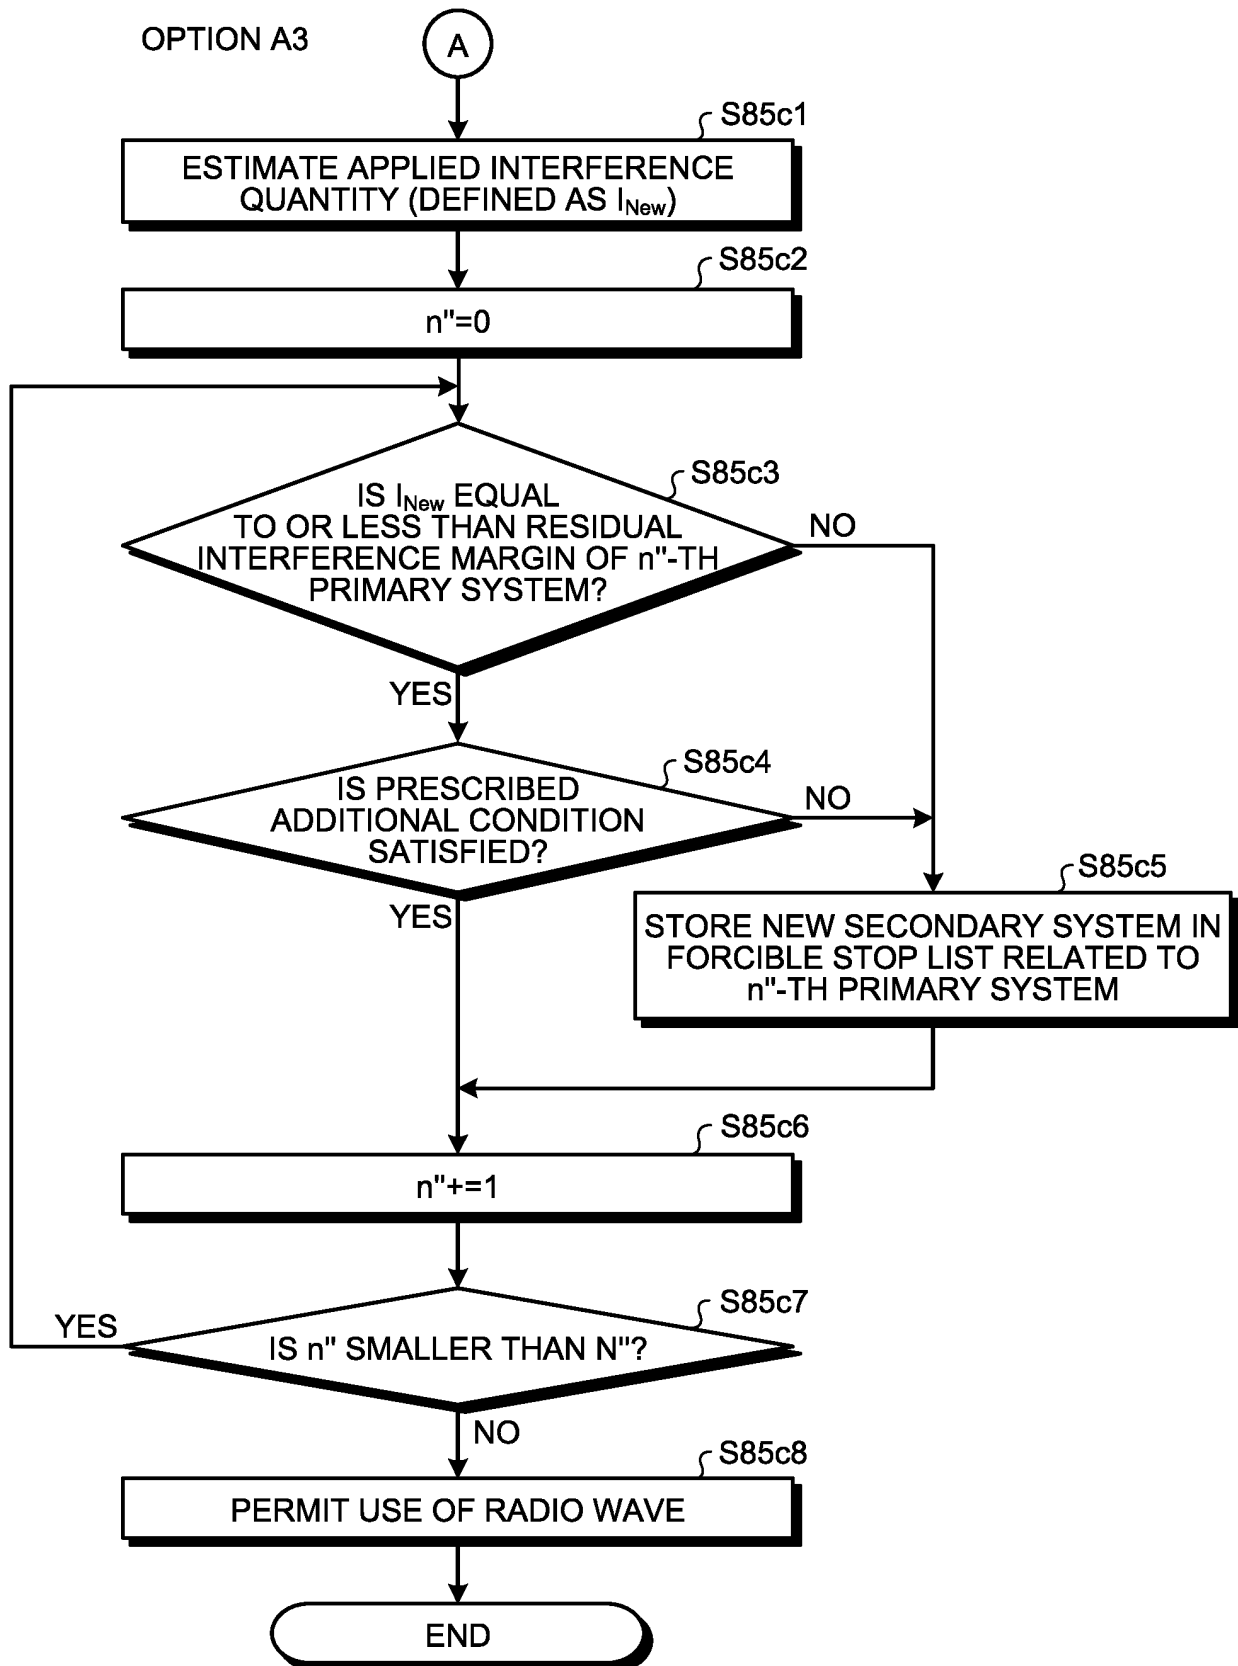 OPTION A3
A
S85c1
ESTIMATE APPLIED INTERFERENCE
QUANTITY (DEFINED AS INew)
S85c2
n"=0
S85c3
IS INew EQUAL
TO OR LESS THAN RESIDUAL
INTERFERENCE MARGIN OF n"-TH
PRIMARY SYSTEM?
NO
YES
S85c4
IS PRESCRIBED
ADDITIONAL CONDITION
SATISFIED?
NO
YES
S85c5
STORE NEW SECONDARY SYSTEM IN
FORCIBLE STOP LIST RELATED TO
n"-TH PRIMARY SYSTEM
S85c6
n"+=1
S85c7
IS n" SMALLER THAN N"?
YES
NO
S85c8
PERMIT USE OF RADIO WAVE
END